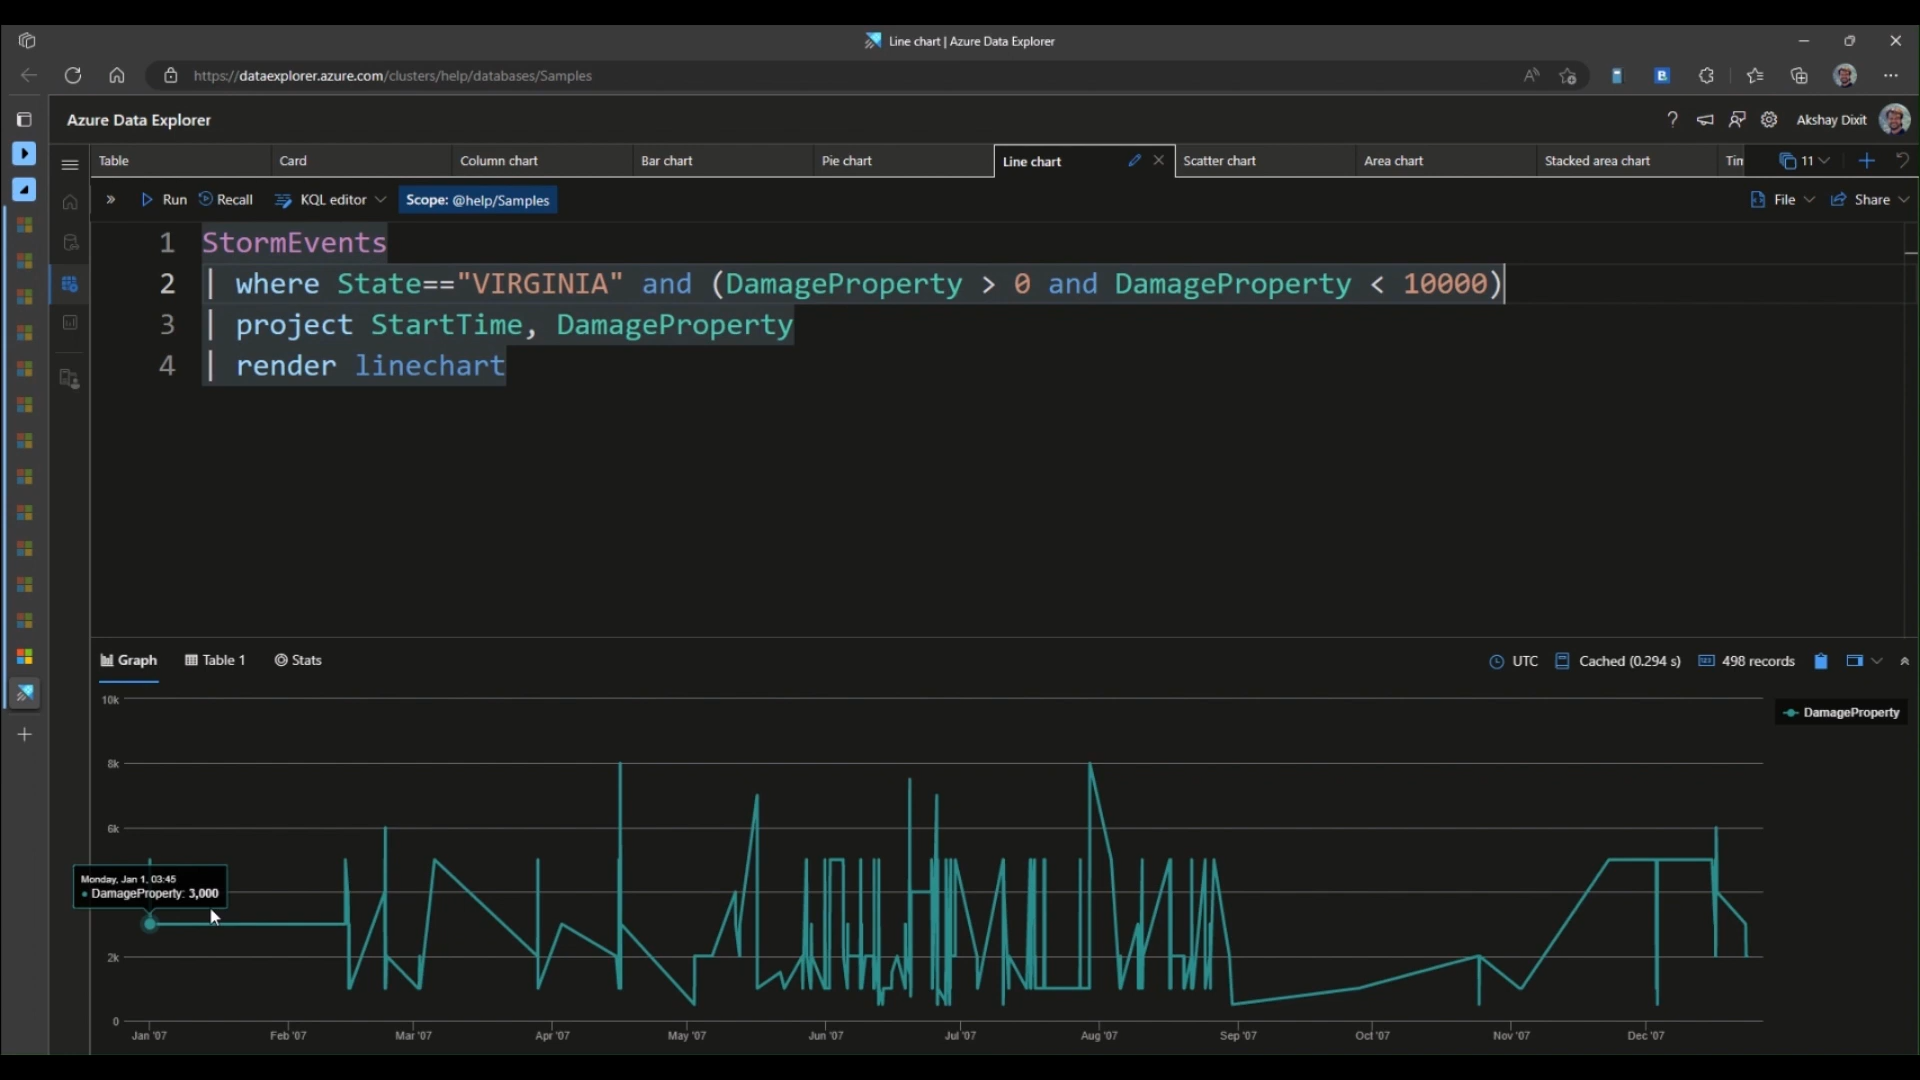 Line chart | Azure Data Explorer
https://dataexplorer.azure.com/clusters/help/databases/Samples
Azure Data Explorer
Akshay Dixit
Table Card Column chart Bar chart Pie chart Line chart Scatter chart Area chart Stacked area chart Tin 11
Run Recall KQL editor Scope: @help/Samples File Share
1 StormEvents
2 | where State=="VIRGINIA" and (DamageProperty > 0 and DamageProperty < 10000)
3 | project StartTime, DamageProperty
4 | render linechart
Graph Table 1 Stats UTC Cached (0.294 s) 498 records
10k
DamageProperty
8k
6k
Monday, Jan 1, 03:45
DamageProperty: 3,000
2k
0
Jan '07 Feb '07 Mar '07 Apr '07 May '07 Jun '07 Jul '07 Aug '07 Sep '07 Oct '07 Nov '07 Dec '07